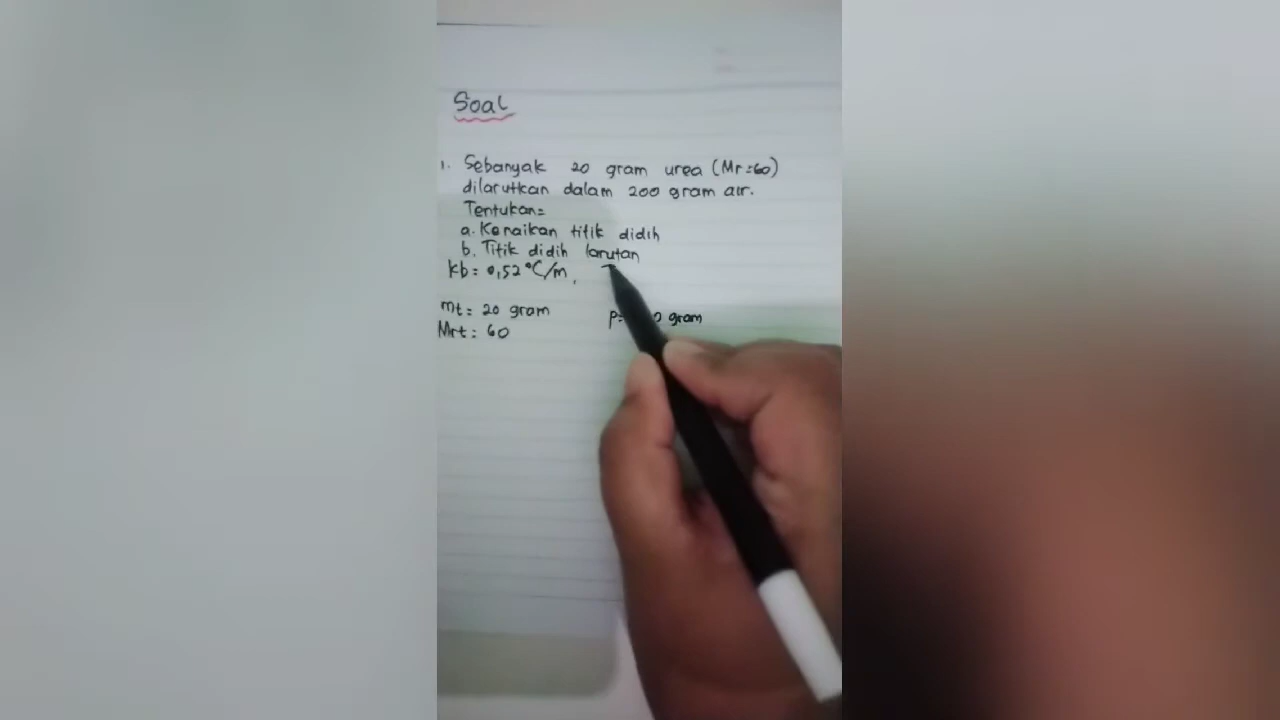 Soal
1. Sebanyak 20 gram urea (Mr=60)
dilarutkan dalam 200 gram air.
Tentukan=
a. Kenaikan titik didih
b. Titik didih larutan
kb= 0,52°C/m,
mt= 20 gram
gram
Mrt: 60